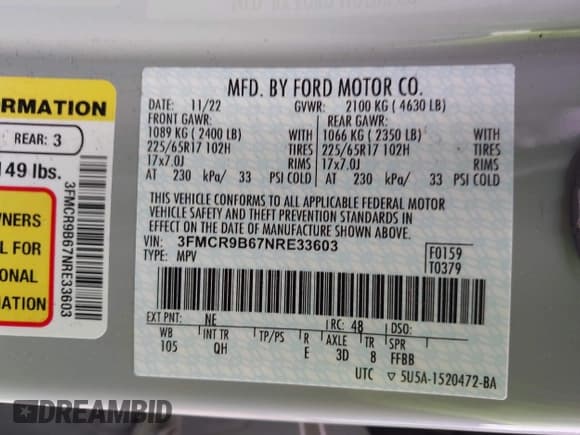 ORMATION
REAR: 3
149 lbs.
WNERS
L FOR
ONAL
MATION
3FMCR9B67NRE33603
MFD. BY FORD MOTOR CO.
DATE: 11/22 GVWR: 2100 KG ( 4630 LB)
FRONT GAWR: REAR GAWR:
1089 KG ( 2400 LB) WITH 1066 KG ( 2350 LB) WITH
225/65R17 102H TIRES 225/65R17 102H TIRES
17x7.0J RIMS 17x7.0J RIMS
AT 230 kPa/ 33 PSI COLD AT 230 kPa/ 33 PSI COLD
THIS VEHICLE CONFORMS TO ALL APPLICABLE FEDERAL MOTOR
VEHICLE SAFETY AND THEFT PREVENTION STANDARDS IN
EFFECT ON THE DATE OF MANUFACTURE SHOWN ABOVE.
VIN: 3FMCR9B67NRE33603
TYPE: MPV
F0159
T0379
EXT PNT: NE RC: 48 DSO:
WB INT TR TP/PS R AXLE TR SPR
105 QH E 3D 8 FFBB
UTC ▽ 5U5A-1520472-BA
DREAMBID